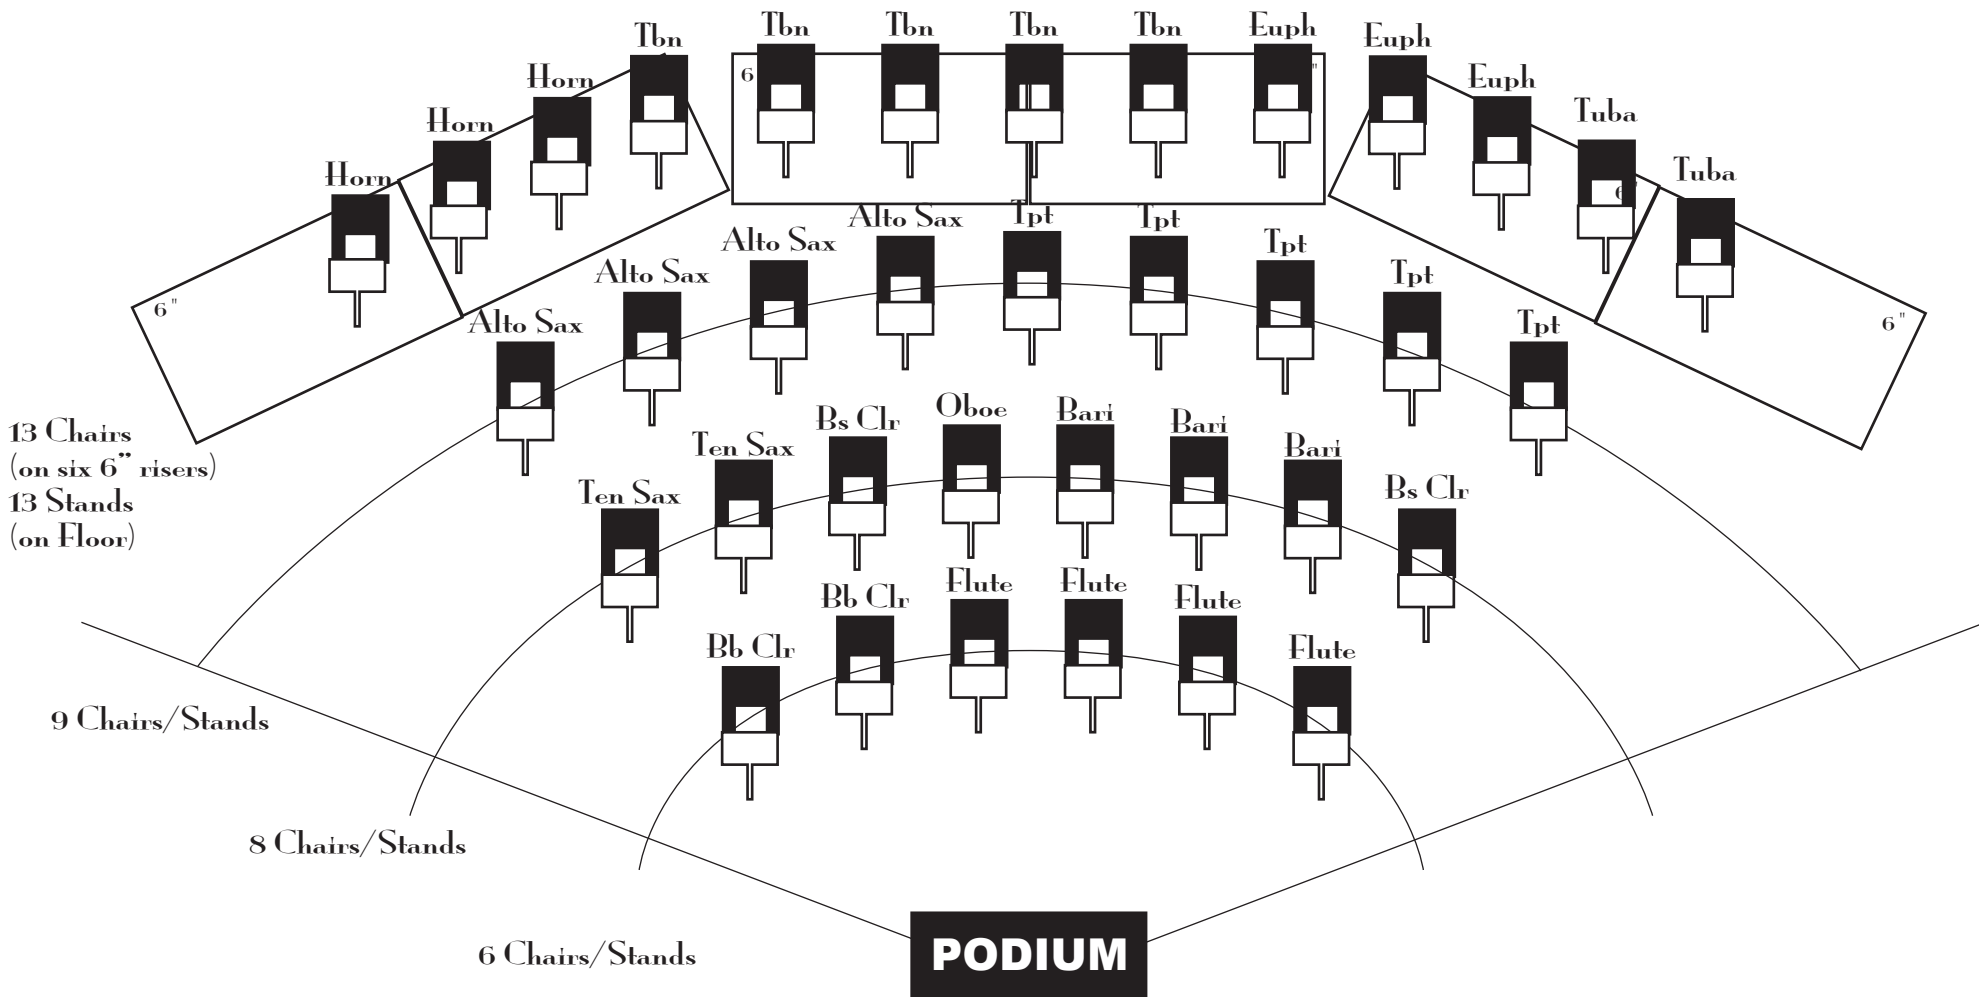 Tbn Tbn Tbn Tbn Tbn Euph Euph
Horn Euph
Horn Tuba
Horn Tuba
6 "
6"
6"
6"
Alto Sax Alto Sax Alto Sax Alto Sax Tpt Tpt Tpt Tpt Tpt
13 Chairs
(on six 6” risers)
13 Stands
(on Floor)
Ten Sax Ten Sax Bs Clr Oboe Bari Bari Bari Bs Clr
Bb Clr Bb Clr Flute Flute Flute Flute
9 Chairs/Stands
8 Chairs/Stands
6 Chairs/Stands
PODIUM